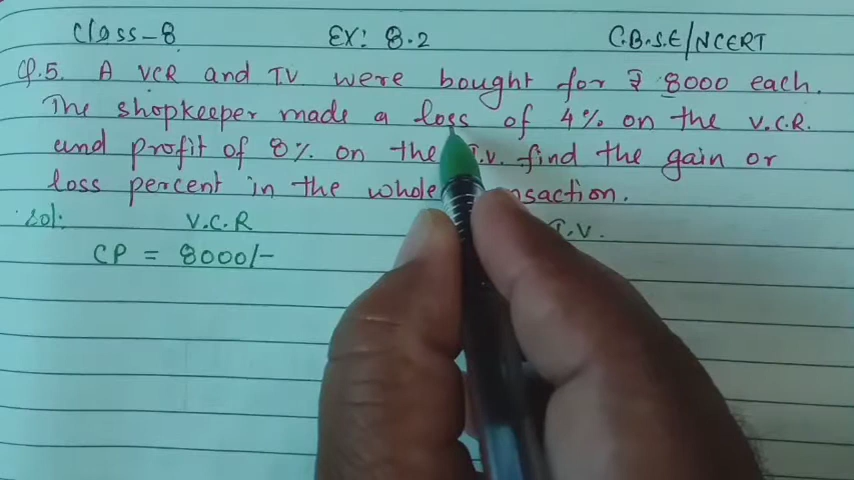 Class-8 EX: 8.2 C.B.S.E/NCERT
Q.5. A VCR and T.V were bought for ₹ 8000 each.
The shopkeeper made a loss of 4% on the V.C.R.
and profit of 8% on the T.V. find the gain or
loss percent in the whole nsaction.
Sol: V.C.R T.V.
CP = 8000/-